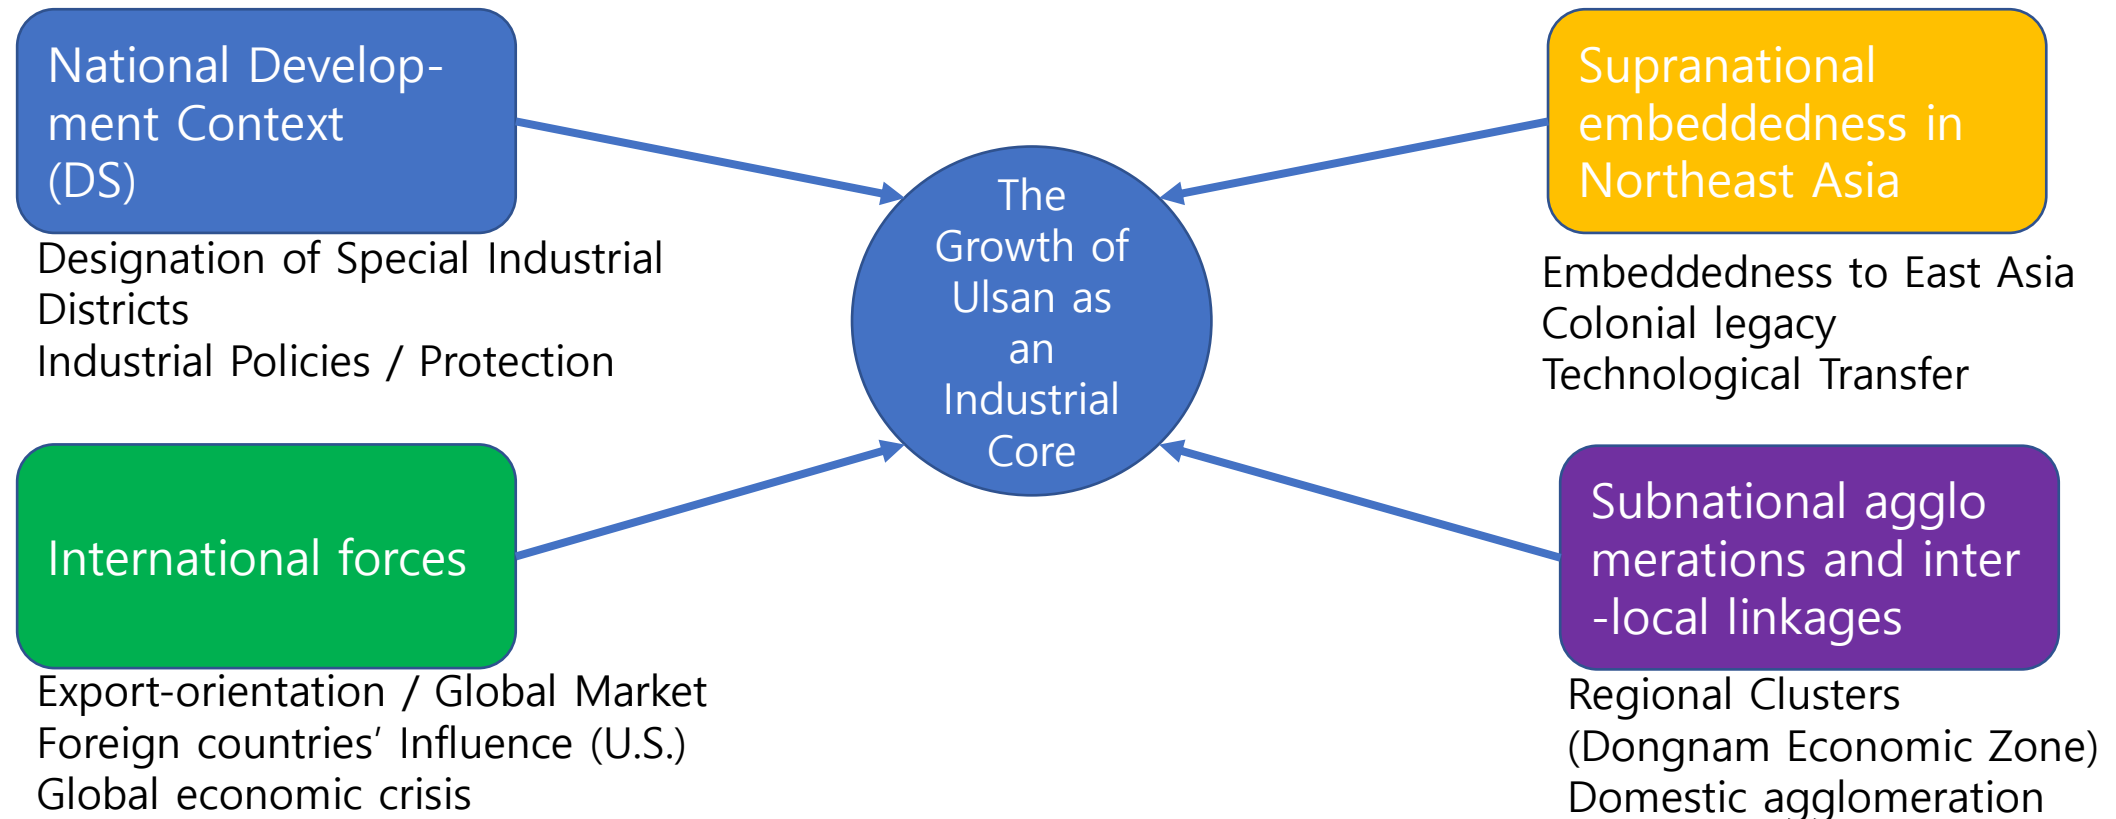 National Develop-
ment Context
(DS)
Designation of Special Industrial
Districts
Industrial Policies / Protection
International forces
Export-orientation / Global Market
Foreign countries’ Influence (U.S.)
Global economic crisis
The
Growth of
Ulsan as
an
Industrial
Core
Supranational
embeddedness in
Northeast Asia
Embeddedness to East Asia
Colonial legacy
Technological Transfer
Subnational agglo
merations and inter
-local linkages
Regional Clusters
(Dongnam Economic Zone)
Domestic agglomeration